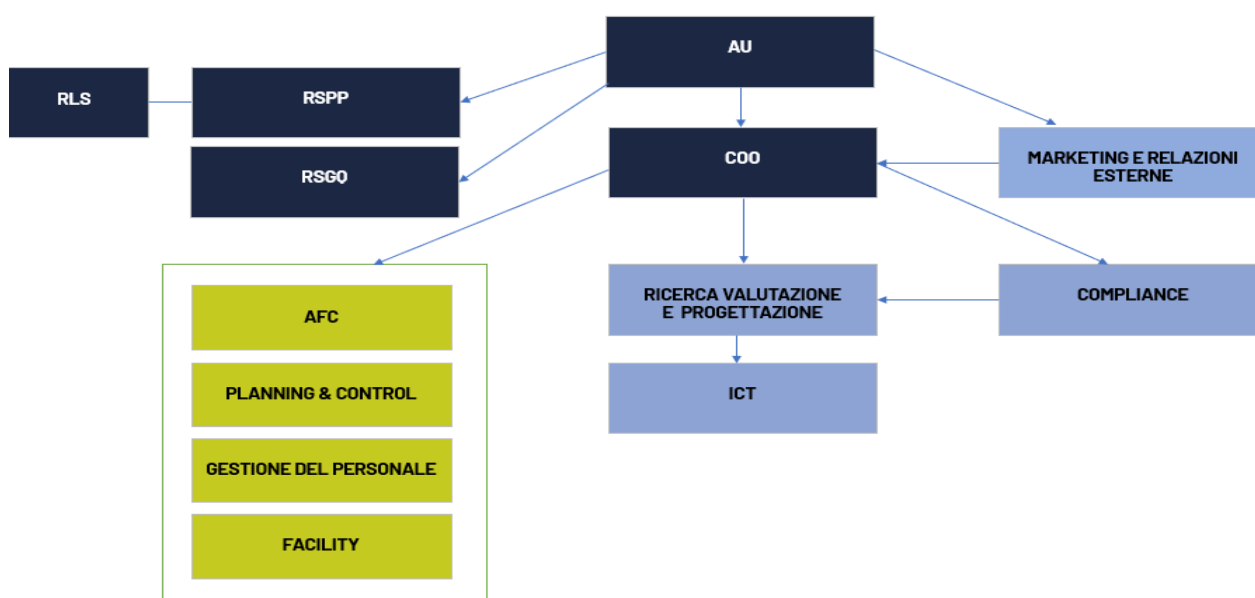 AU
RLS
RSPP
RSGQ
COO
MARKETING E RELAZIONI
ESTERNE
AFC
PLANNING & CONTROL
GESTIONE DEL PERSONALE
FACILITY
RICERCA VALUTAZIONE
E PROGETTAZIONE
COMPLIANCE
ICT